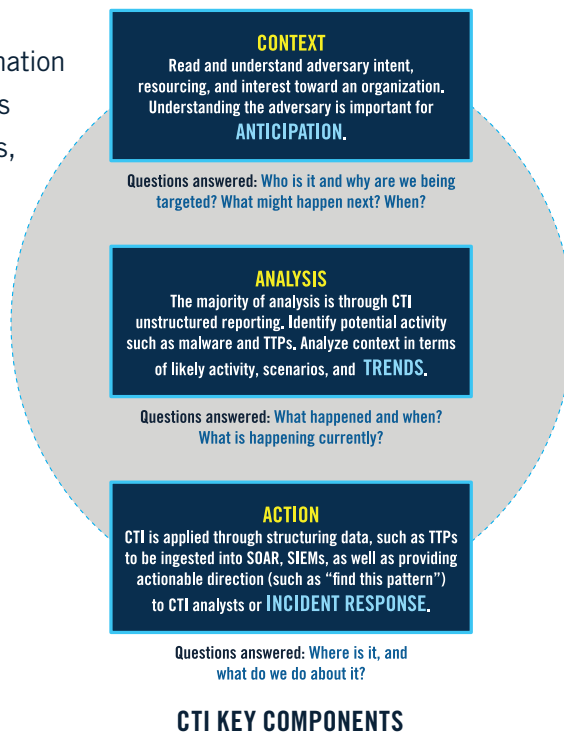 nation
s
s,
CONTEXT
Read and understand adversary intent,
resourcing, and interest toward an organization.
Understanding the adversary is important for
ANTICIPATION.
Questions answered: Who is it and why are we being
targeted? What might happen next? When?
ANALYSIS
The majority of analysis is through CTI
unstructured reporting. Identify potential activity
such as malware and TTPs. Analyze context in terms
of likely activity, scenarios, and TRENDS.
Questions answered: What happened and when?
What is happening currently?
ACTION
CTI is applied through structuring data, such as TTPs
to be ingested into SOAR, SIEMs, as well as providing
actionable direction (such as “find this pattern”)
to CTI analysts or INCIDENT RESPONSE.
Questions answered: Where is it, and
what do we do about it?
CTI KEY COMPONENTS